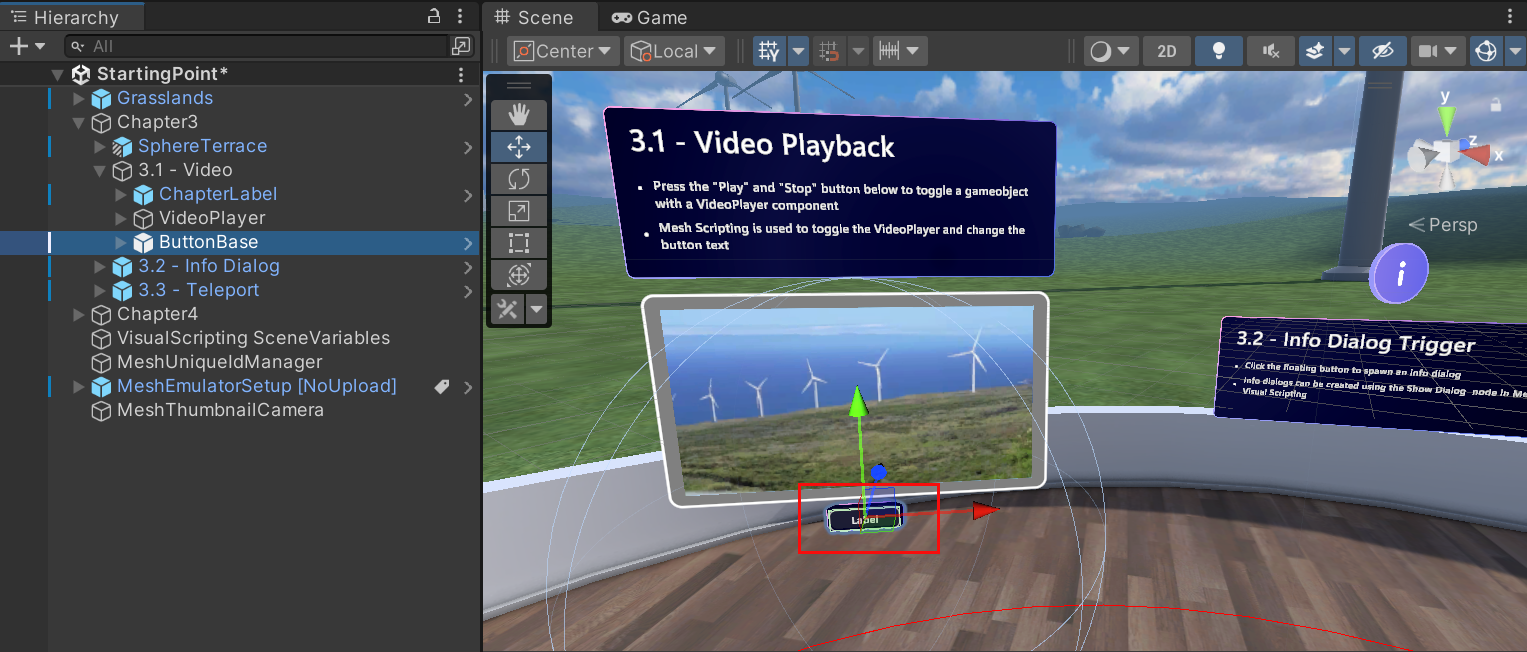 Hierarchy
All
StartingPoint*
Grasslands
Chapter3
SphereTerrace
3.1 - Video
ChapterLabel
VideoPlayer
ButtonBase
3.2 - Info Dialog
3.3 - Teleport
Chapter4
VisualScripting SceneVariables
MeshUniqueIdManager
MeshEmulatorSetup [NoUpload]
MeshThumbnailCamera
Scene
Game
Center
Local
2D
y
z
x
Persp
3.1 - Video Playback
• Press the "Play" and "Stop" button below to toggle a gameobject
with a VideoPlayer component
• Mesh Scripting is used to toggle the VideoPlayer and change the
button text
i
3.2 - Info Dialog Trigger
• Click the floating button to spawn an info dialog
• Info dialogs can be created using the Show Dialog node in Me
Visual Scripting
Label